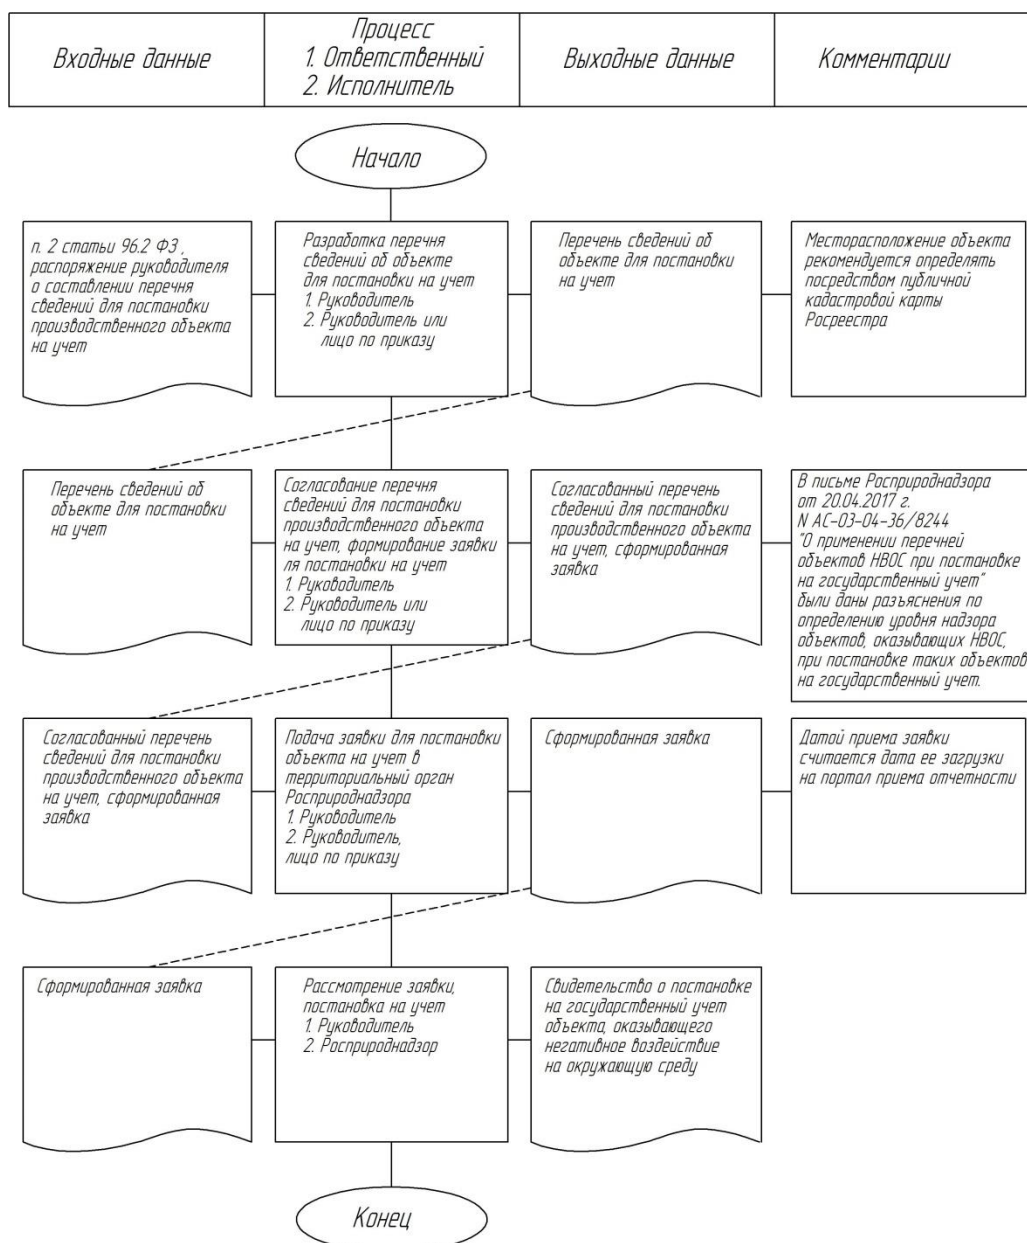 Входные данные
Процесс
1. Ответственный
2. Исполнитель
Выходные данные
Комментарии
Начало
п. 2 статьи 96.2 ФЗ ,
распоряжение руководителя
о составлении перечня
сведений для постановки
производственного объекта
на учет
Разработка перечня
сведений об объекте
для постановки на учет
1. Руководитель
2. Руководитель или
лицо по приказу
Перечень сведений об
объекте для постановки
на учет
Месторасположение объекта
рекомендуется определять
посредством публичной
кадастровой карты
Росреестра
Перечень сведений об
объекте для постановки
на учет
Согласование перечня
сведений для постановки
производственного объекта
на учет, формирование заявки
ля постановки на учет
1. Руководитель
2. Руководитель или
лицо по приказу
Согласованный перечень
сведений для постановки
производственного объекта
на учет, сформированная
заявка
В письме Росприроднадзора
от 20.04.2017 г.
N АС-03-04-36/8244
"О применении перечней
объектов НВОС при постановке
на государственный учет"
были даны разъяснения по
определению уровня надзора
объектов, оказывающих НВОС,
при постановке таких объектов
на государственный учет.
Согласованный перечень
сведений для постановки
производственного объекта
на учет, сформированная
заявка
Подача заявки для постановки
объекта на учет в
территориальный орган
Росприроднадзора
1. Руководитель
2. Руководитель,
лицо по приказу
Сформированная заявка
Датой приема заявки
считается дата ее загрузки
на портал приема отчетности
Сформированная заявка
Рассмотрение заявки,
постановка на учет
1. Руководитель
2. Росприроднадзор
Свидетельство о постановке
на государственный учет
объекта, оказывающего
негативное воздействие
на окружающую среду
Конец